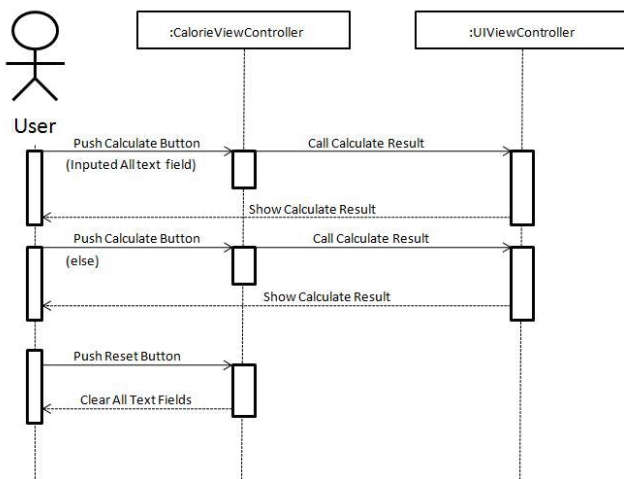 :CalorieViewController
:UIViewController
User
Push Calculate Button
Call Calculate Result
(Inputed All text field)
Show Calculate Result
Push Calculate Button
Call Calculate Result
(else)
Show Calculate Result
Push Reset Button
Clear All Text Fields